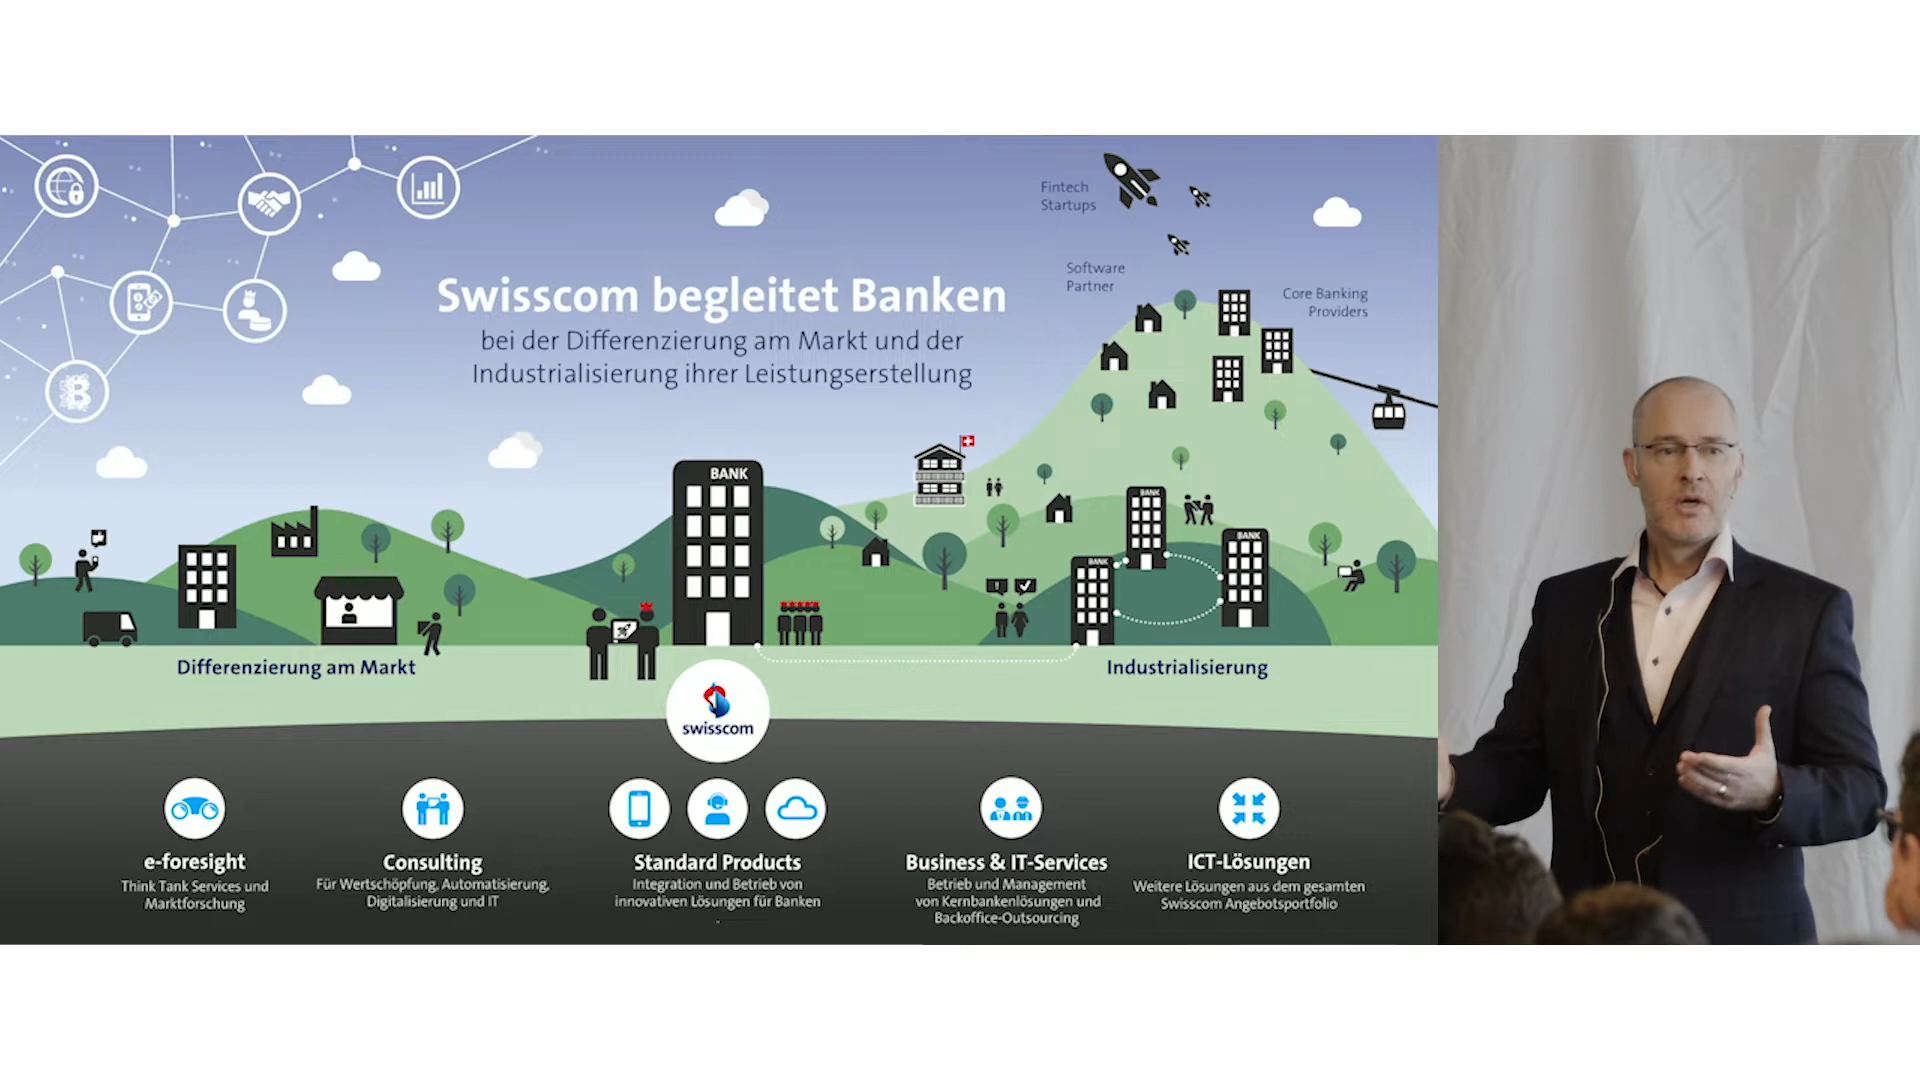 Fintech
Startups
Software
Partner
Core Banking
Providers
Swisscom begleitet Banken
bei der Differenzierung am Markt und der
Industrialisierung ihrer Leistungserstellung
BANK
BANK
BANK
BANK
Differenzierung am Markt
Industrialisierung
swisscom
e-foresight
Think Tank Services und
Marktforschung
Consulting
Für Wertschöpfung, Automatisierung,
Digitalisierung und IT
Standard Products
Integration und Betrieb von
innovativen Lösungen für Banken
.
Business & IT-Services
Betrieb und Management
von Kernbankenlösungen und
Backoffice-Outsourcing
ICT-Lösungen
Weitere Lösungen aus dem gesamten
Swisscom Angebotsportfolio